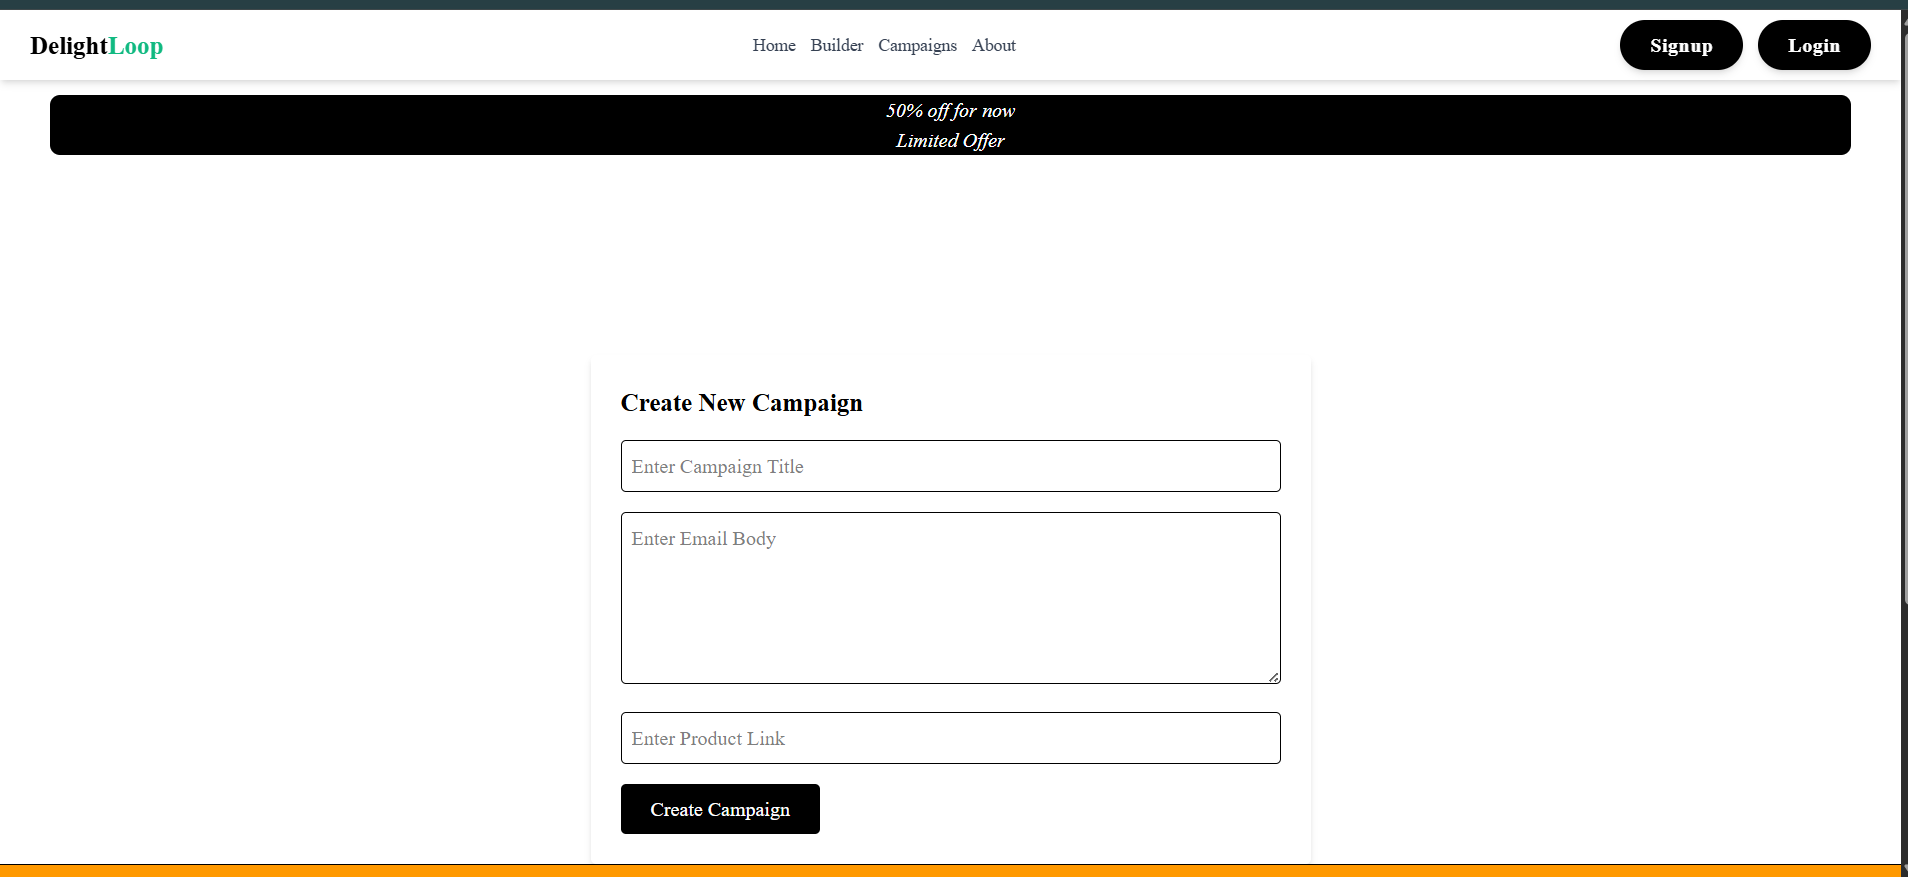 DelightLoop
Home Builder Campaigns About
Signup Login
50% off for now
Limited Offer
Create New Campaign
Enter Campaign Title
Enter Email Body
Enter Product Link
Create Campaign